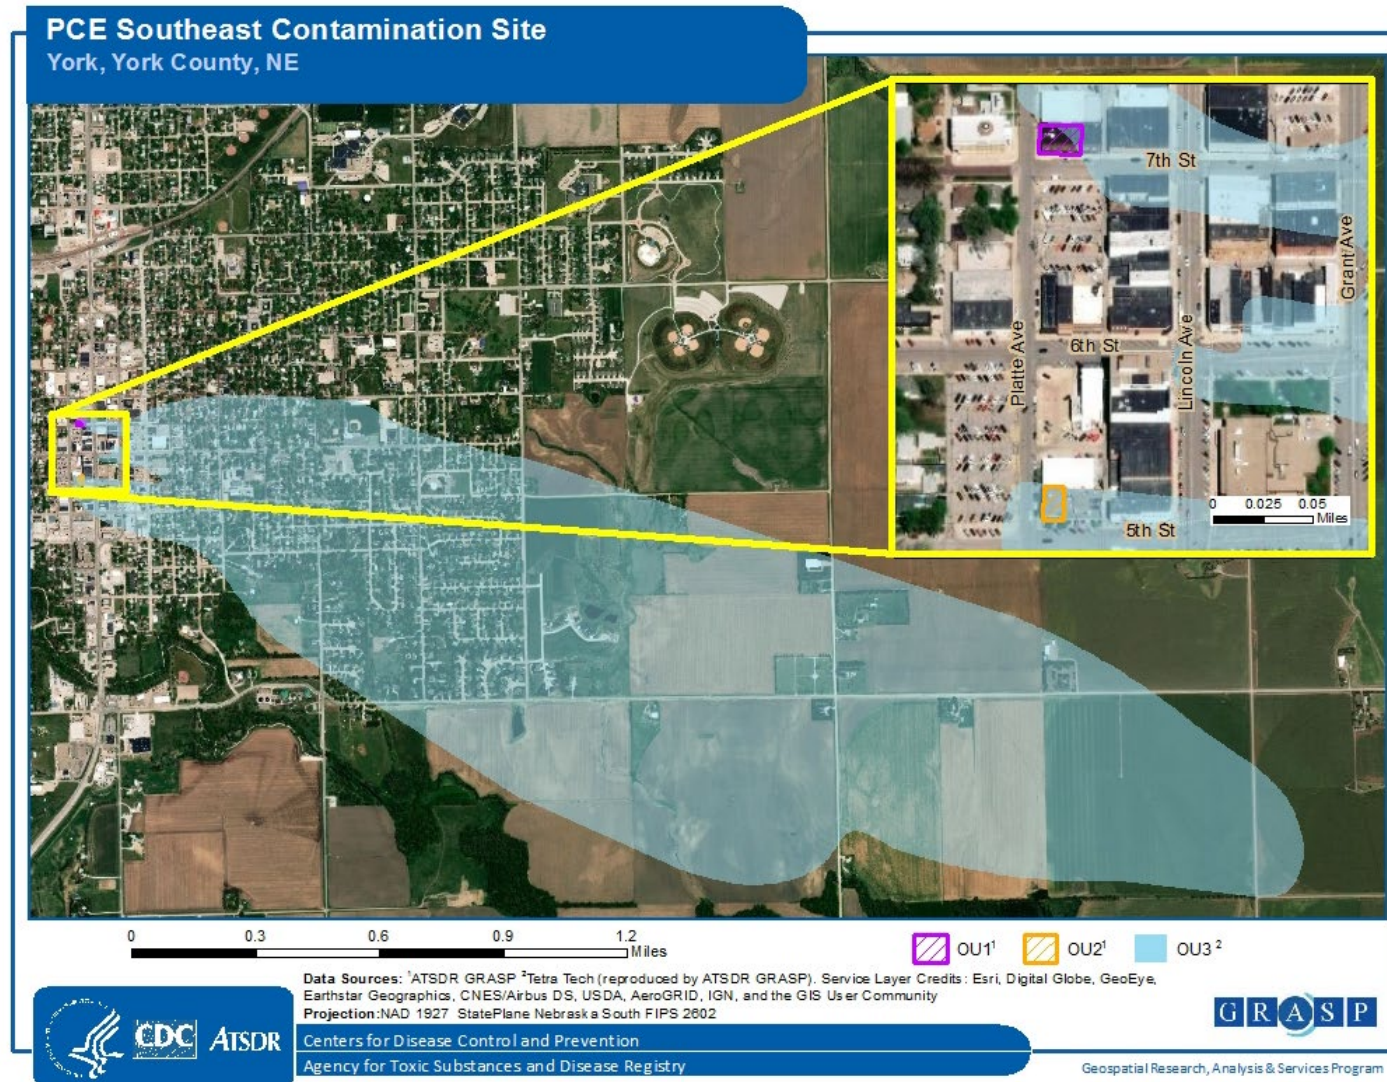 PCE Southeast Contamination Site
York, York County, NE
7th St
Grant Ave
Platte Ave
6th St
Lincoln Ave
5th St
0 0.025 0.05
Miles
0 0.3 0.6 0.9 1.2
Miles
OU1¹ OU2¹ OU3²
Data Sources: ¹ATSDR GRASP ²Tetra Tech (reproduced by ATSDR GRASP). Service Layer Credits: Esri, Digital Globe, GeoEye,
Earthstar Geographics, CNES/Airbus DS, USDA, AeroGRID, IGN, and the GIS User Community
Projection:NAD 1927 StatePlane Nebraska South FIPS 2602
CDC ATSDR
Centers for Disease Control and Prevention
Agency for Toxic Substances and Disease Registry
GRASP
Geospatial Research, Analysis & Services Program